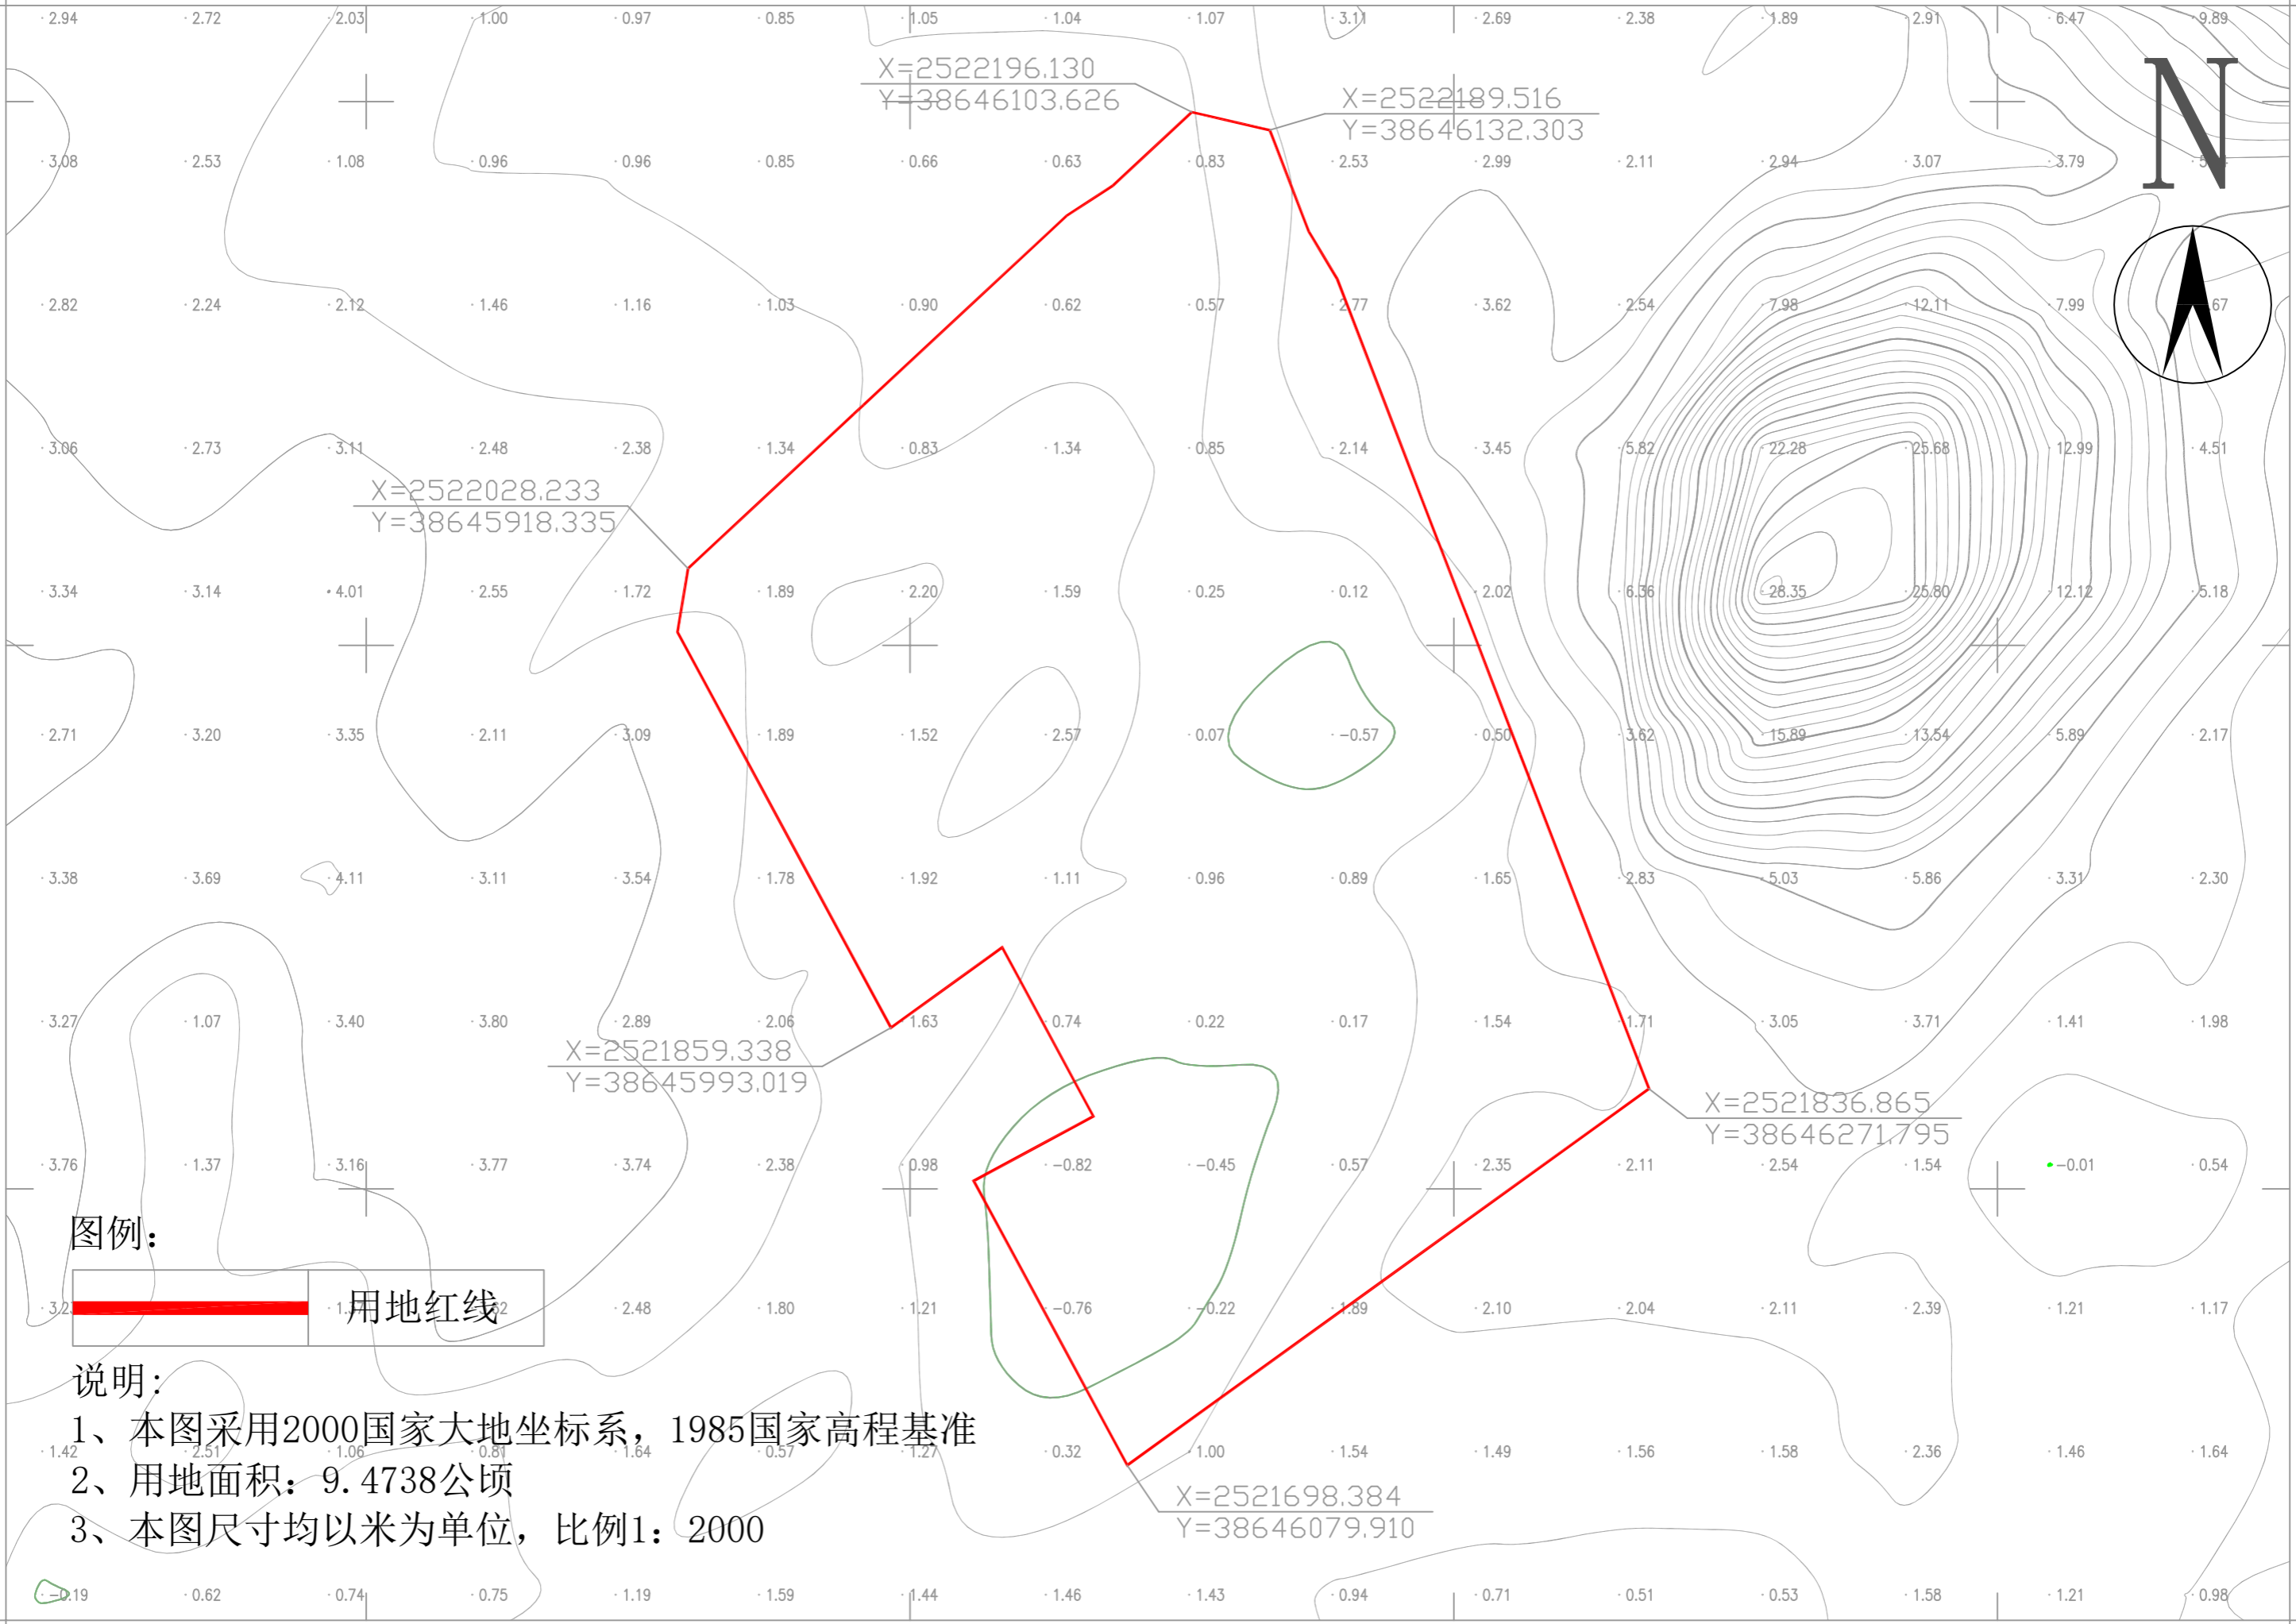 2.94 2.72 2.03 1.00 0.97 0.85 1.05 1.04 1.07 3.11 2.69 2.38 1.89 2.91 6.47 9.89
X=2522196.130
Y=38646103.626
X=2522189.516
Y=38646132.303
N
3.08 2.53 1.08 0.96 0.96 0.85 0.66 0.63 0.83 2.53 2.99 2.11 2.94 3.07 3.79
2.82 2.24 2.12 1.46 1.16 1.03 0.90 0.62 0.57 2.77 3.62 2.54 7.98 12.11 7.99
3.06 2.73 3.11 2.48 2.38 1.34 0.83 1.34 0.85 2.14 3.45 5.82 22.28 25.68 12.99 4.51
X=2522028.233
Y=38645918.335
3.34 3.14 4.01 2.55 1.72 1.89 2.20 1.59 0.25 0.12 2.02 6.36 28.35 25.80 12.12 5.18
2.71 3.20 3.35 2.11 3.09 1.89 1.52 2.57 0.07 -0.57 0.50 3.62 15.89 13.54 5.89 2.17
3.38 3.69 4.11 3.11 3.54 1.78 1.92 1.11 0.96 0.89 1.65 2.83 5.03 5.86 3.31 2.30
3.27 1.07 3.40 3.80 2.89 2.06 1.63 0.74 0.22 0.17 1.54 1.71 3.05 3.71 1.41 1.98
X=2521859.338
Y=38645993.019
X=2521836.865
Y=38646271.795
3.76 1.37 3.16 3.77 3.74 2.38 0.98 -0.82 -0.45 0.57 2.35 2.11 2.54 1.54 -0.01 0.54
图例：
用地红线
2.48 1.80 1.21 -0.76 -0.22 1.89 2.10 2.04 2.11 2.39 1.21 1.17
说明：
1、本图采用2000国家大地坐标系，1985国家高程基准
1.42 2.51 1.06 0.81 1.64 0.57 1.27 0.32 1.00 1.54 1.49 1.56 1.58 2.36 1.46 1.64
2、用地面积：9.4738公顷
X=2521698.384
Y=38646079.910
3、本图尺寸均以米为单位，比例1：2000
-0.19 0.62 0.74 0.75 1.19 1.59 1.44 1.46 1.43 0.94 0.71 0.51 0.53 1.58 1.21 0.98